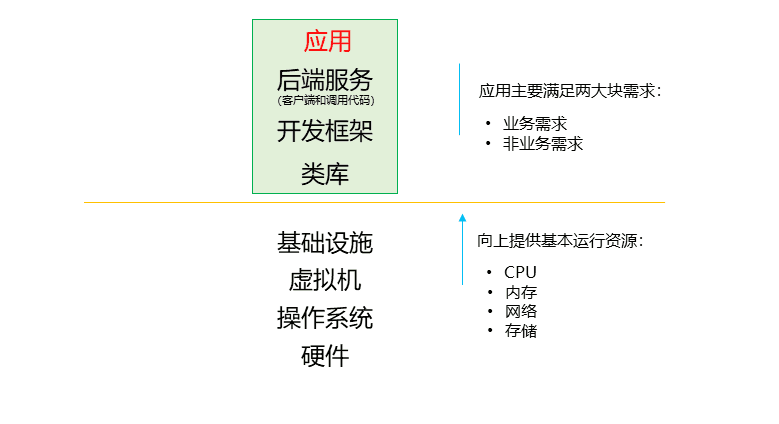 应用
后端服务
(客户端和调用代码)
开发框架
类库
应用主要满足两大块需求：
• 业务需求
• 非业务需求
基础设施
虚拟机
操作系统
硬件
向上提供基本运行资源：
• CPU
• 内存
• 网络
• 存储